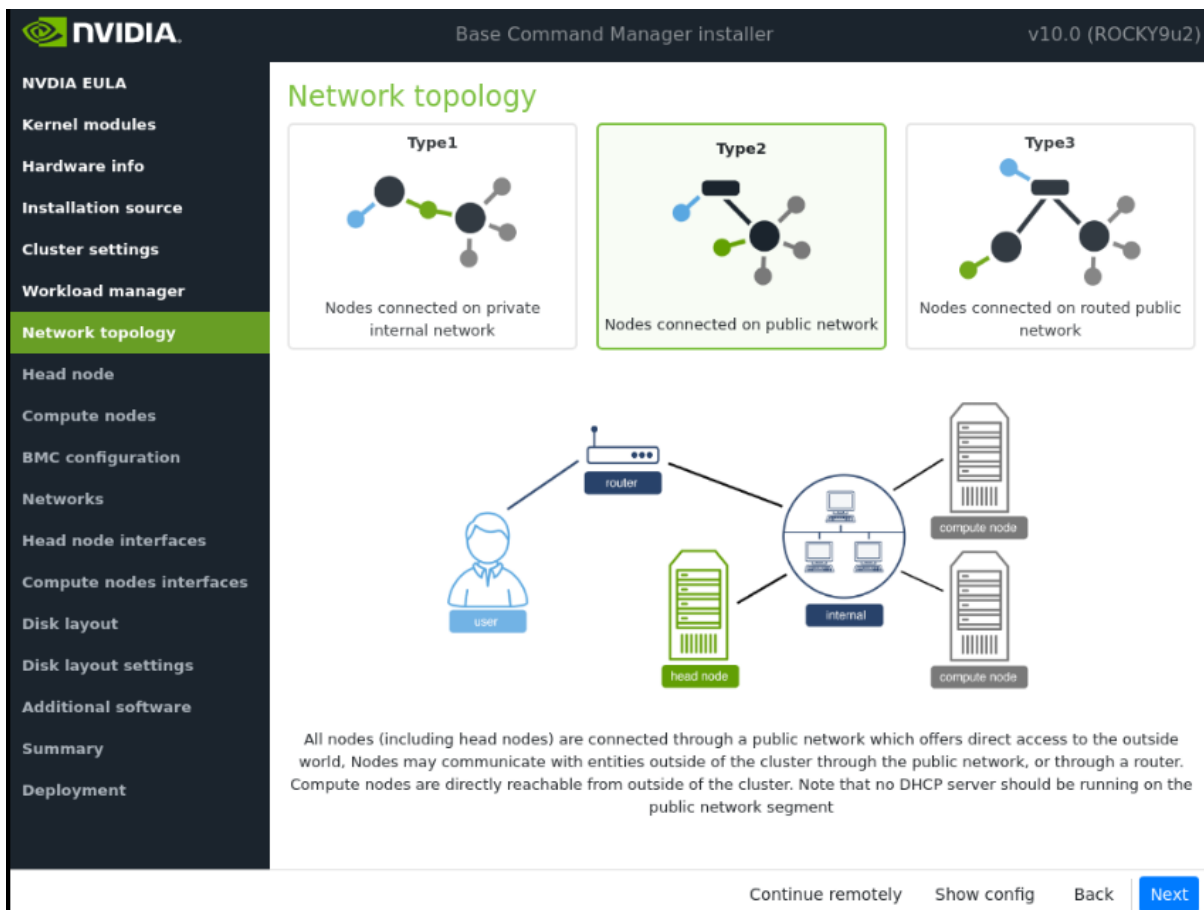 NVIDIA.
Base Command Manager installer
v10.0 (ROCKY9u2)
NVDIA EULA
Kernel modules
Hardware info
Installation source
Cluster settings
Workload manager
Network topology
Head node
Compute nodes
BMC configuration
Networks
Head node interfaces
Compute nodes interfaces
Disk layout
Disk layout settings
Additional software
Summary
Deployment
Network topology
Type1
Nodes connected on private
internal network
Type2
Nodes connected on public network
Type3
Nodes connected on routed public
network
router
user
head node
internal
compute node
compute node
All nodes (including head nodes) are connected through a public network which offers direct access to the outside
world, Nodes may communicate with entities outside of the cluster through the public network, or through a router.
Compute nodes are directly reachable from outside of the cluster. Note that no DHCP server should be running on the
public network segment
Continue remotely
Show config
Back
Next